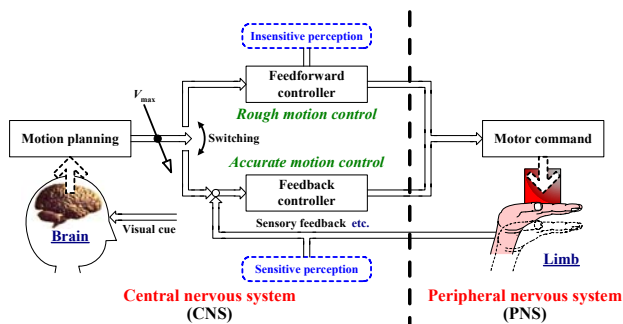 Insensitive perception
Feedforward
controller
Rough motion control
V max
Motion planning
Switching
Motor command
Accurate motion control
Feedback
controller
Brain
Visual cue
Sensory feedback etc.
Limb
Sensitive perception
Central nervous system
(CNS)
Peripheral nervous system
(PNS)